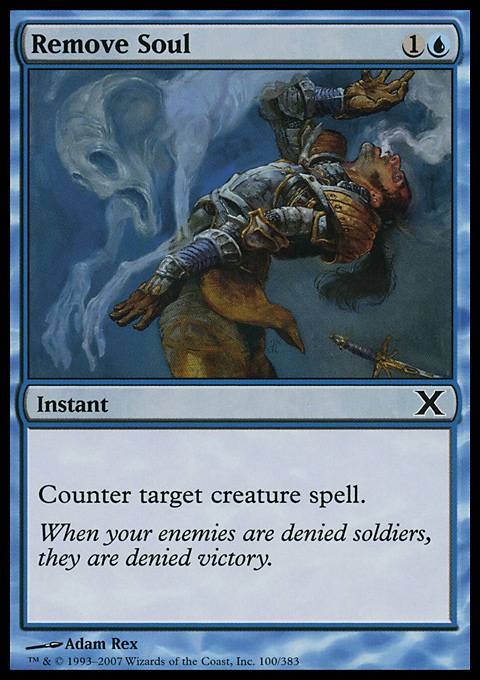 Remove Soul 1
Instant X
Counter target creature spell.
When your enemies are denied soldiers,
they are denied victory.
Adam Rex
™ & © 1993–2007 Wizards of the Coast, Inc. 100/383